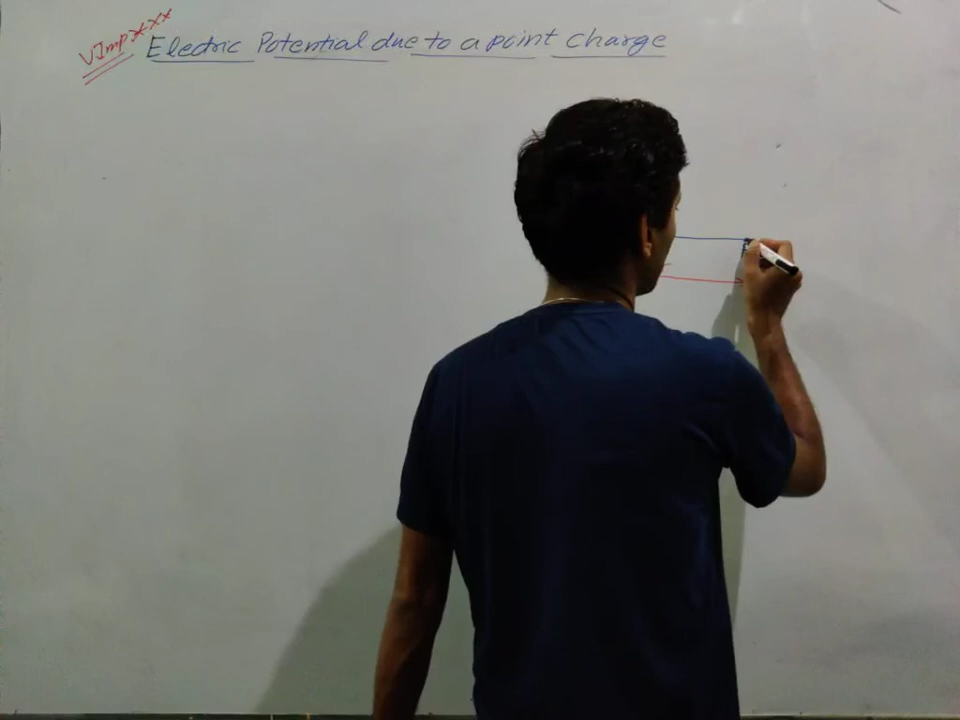 VImp*** Electric Potential due to a point charge